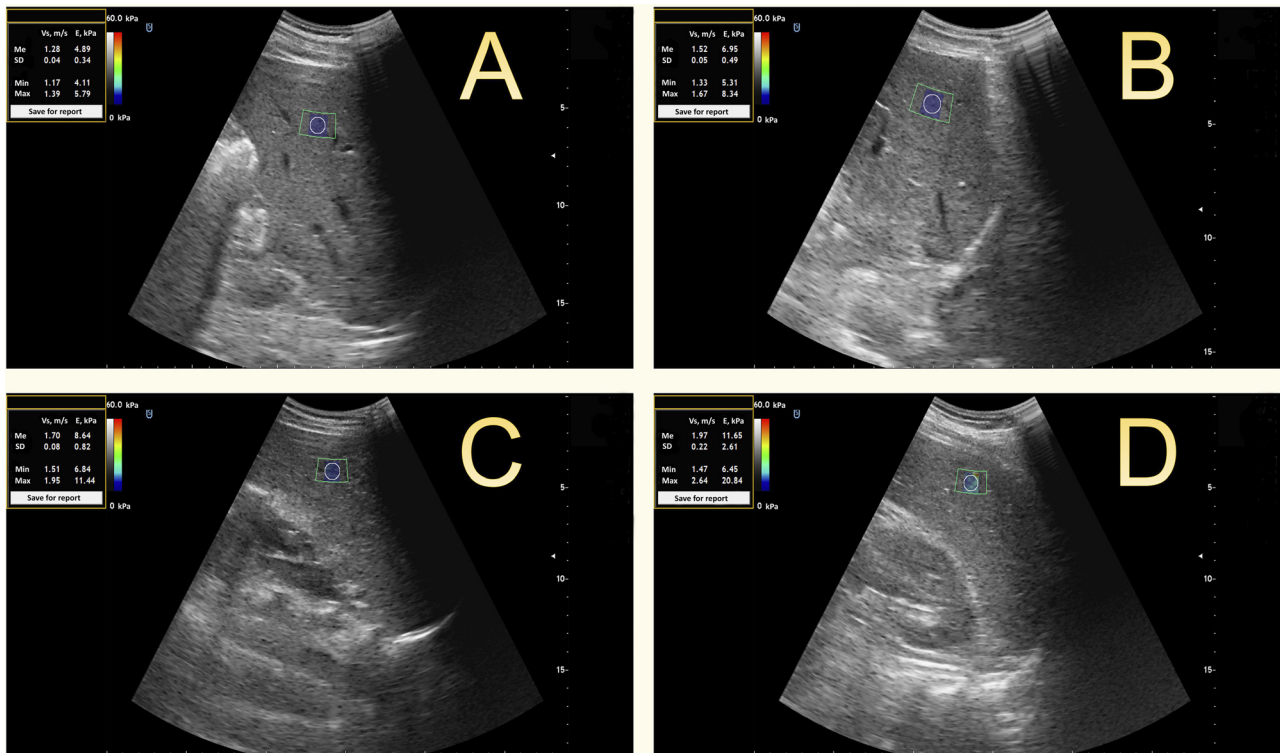 60.0 kPa
Vs, m/s E, kPa
Me 1.28 4.89
SD 0.04 0.34
Min 1.17 4.11
Max 1.39 5.79
Save for report
0 kPa
A
5
10
15
60.0 kPa
Vs, m/s E, kPa
Me 1.52 6.95
SD 0.05 0.49
Min 1.33 5.31
Max 1.67 8.34
Save for report
0 kPa
B
5
10
15
60.0 kPa
Vs, m/s E, kPa
Me 1.70 8.64
SD 0.08 0.82
Min 1.51 6.84
Max 1.95 11.44
Save for report
0 kPa
C
5
10
15
60.0 kPa
Vs, m/s E, kPa
Me 1.97 11.65
SD 0.22 2.61
Min 1.47 6.45
Max 2.64 20.84
Save for report
0 kPa
D
5
10
15